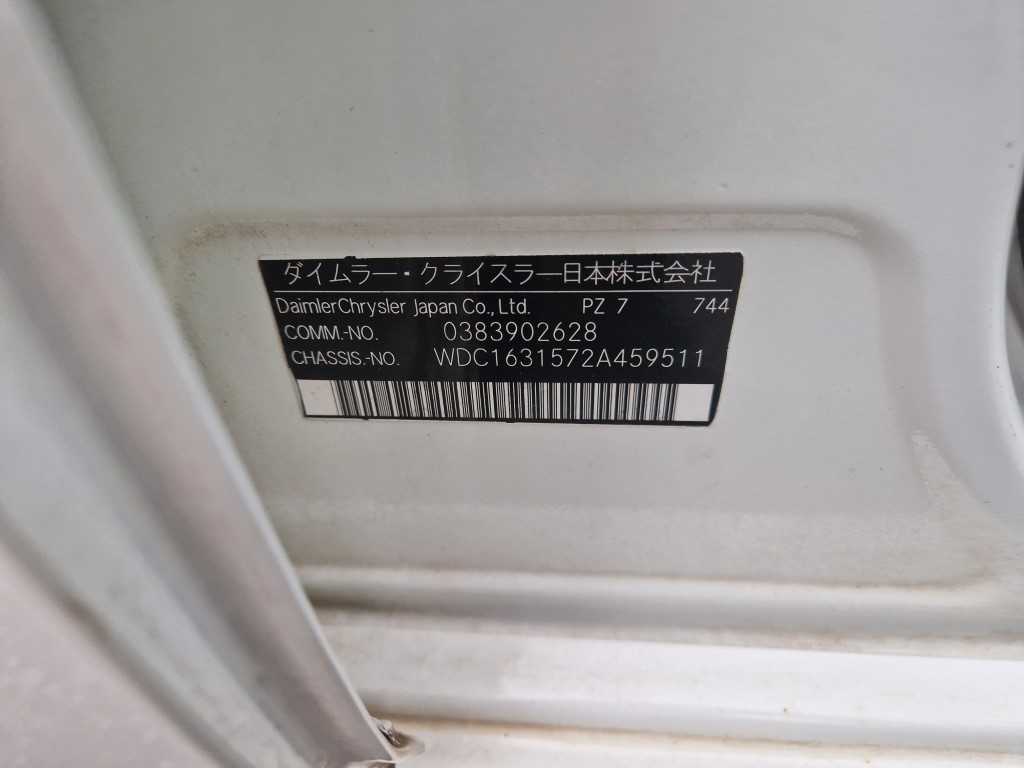 ダイムラー・クライスラー日本株式会社
DaimlerChrysler Japan Co., Ltd. PZ 7 744
COMM.-NO. 0383902628
CHASSIS.-NO. WDC1631572A459511